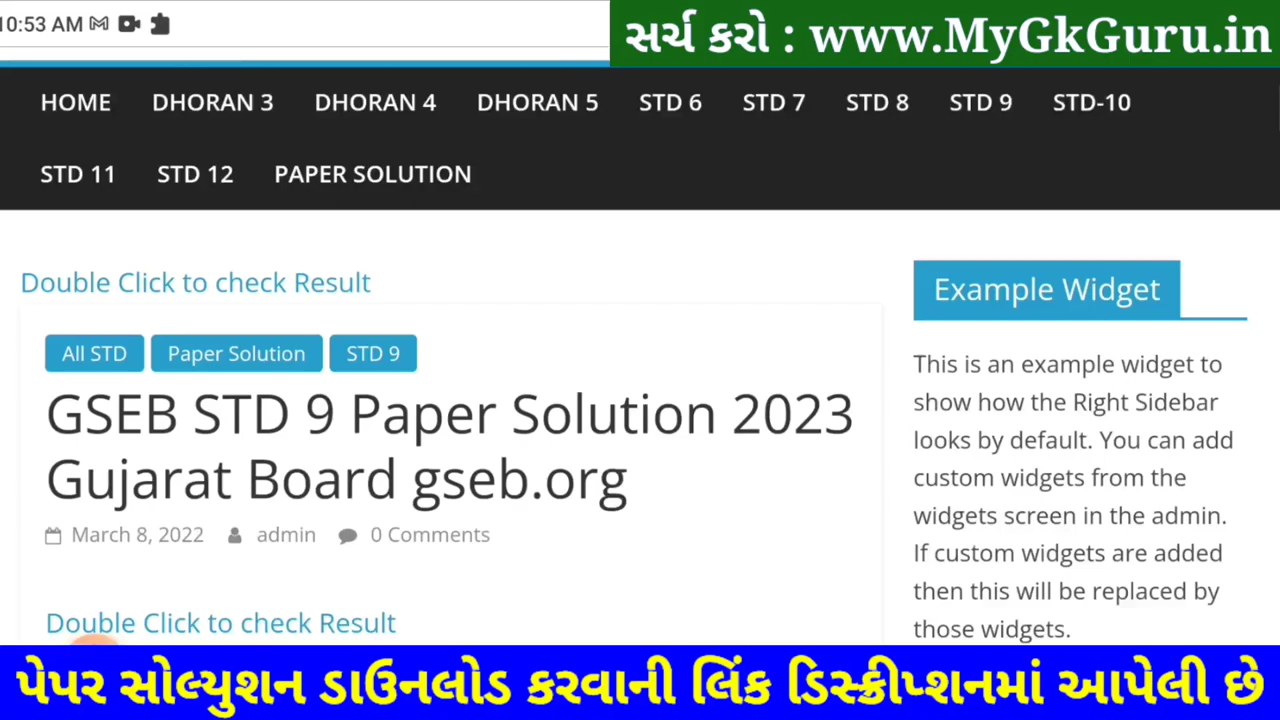 10:53 AM
સર્ચ કરો : www.MyGkGuru.in
HOME DHORAN 3 DHORAN 4 DHORAN 5 STD 6 STD 7 STD 8 STD 9 STD-10
STD 11 STD 12 PAPER SOLUTION
Double Click to check Result
All STD Paper Solution STD 9
GSEB STD 9 Paper Solution 2023
Gujarat Board gseb.org
March 8, 2022 admin 0 Comments
Double Click to check Result
Example Widget
This is an example widget to
show how the Right Sidebar
looks by default. You can add
custom widgets from the
widgets screen in the admin.
If custom widgets are added
then this will be replaced by
those widgets.
પેપર સોલ્યુશન ડાઉનલોડ કરવાની લિંક ડિસ્ક્રીપ્શનમાં આપેલી છે